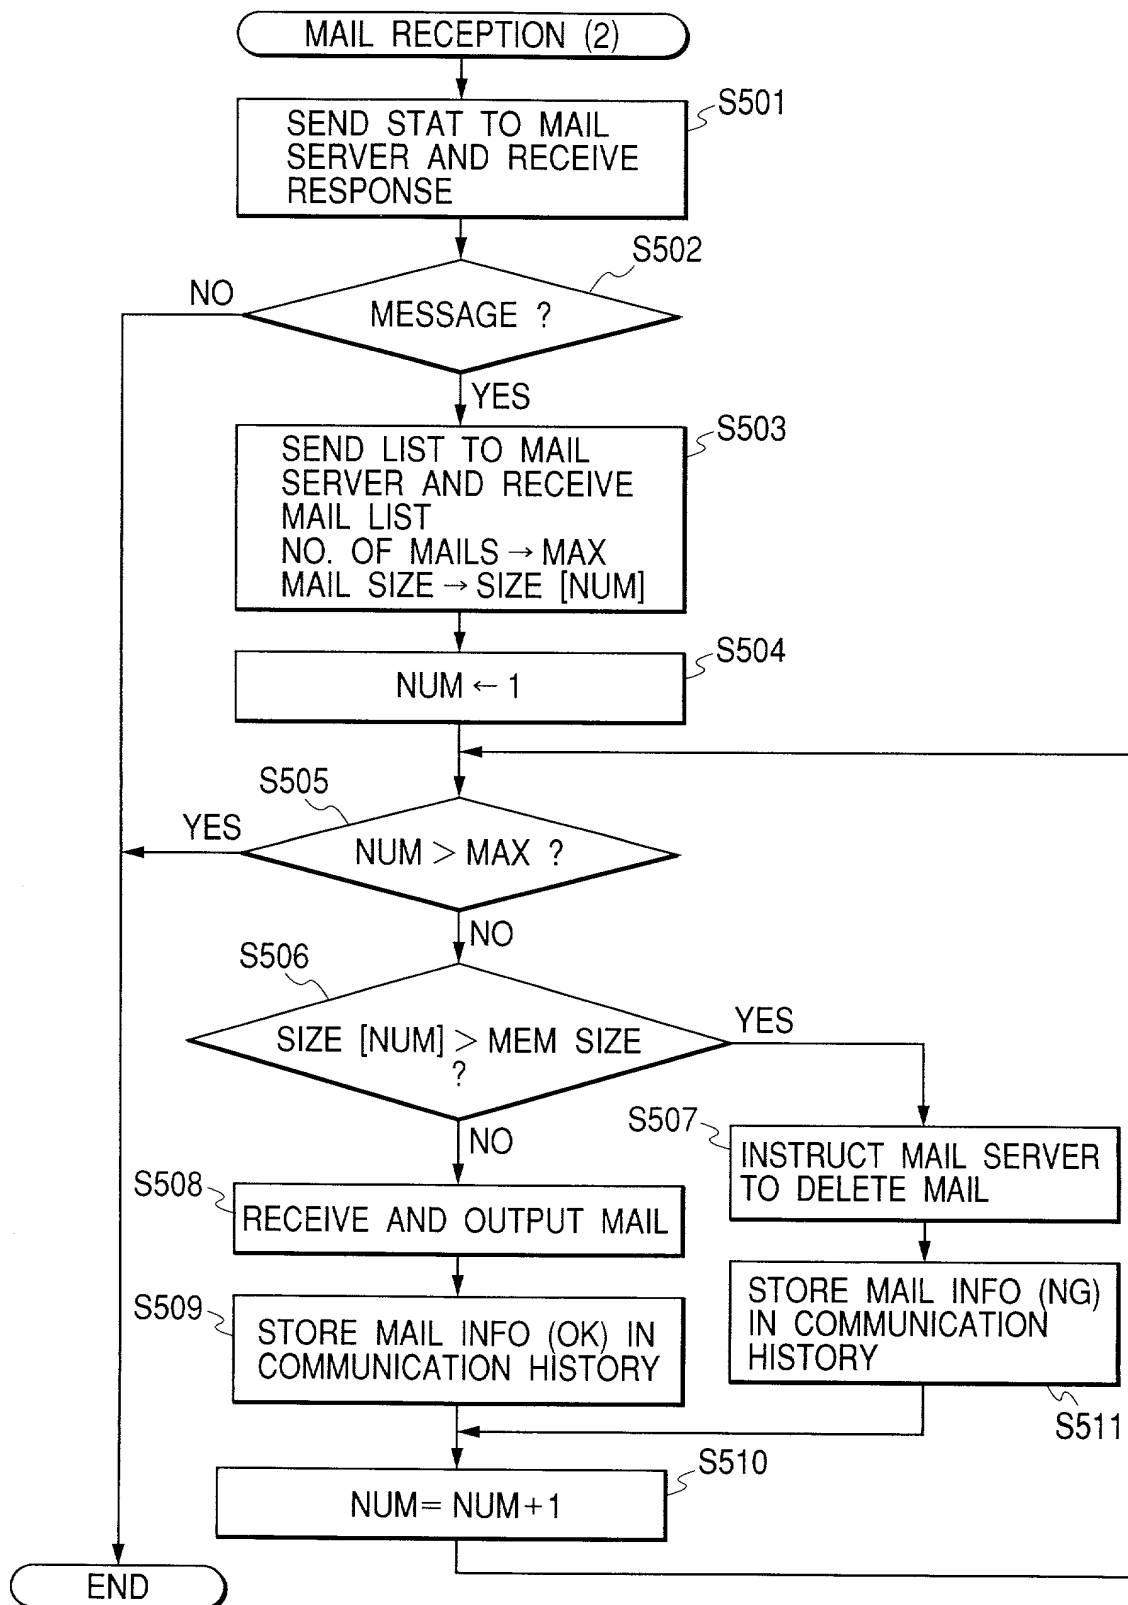 MAIL RECEPTION (2)
S501
SEND STAT TO MAIL
SERVER AND RECEIVE
RESPONSE
S502
NO
MESSAGE ?
YES
S503
SEND LIST TO MAIL
SERVER AND RECEIVE
MAIL LIST
NO. OF MAILS → MAX
MAIL SIZE → SIZE [NUM]
S504
NUM ← 1
S505
YES
NUM > MAX ?
NO
S506
SIZE [NUM] > MEM SIZE
?
YES
NO
S507
INSTRUCT MAIL SERVER
TO DELETE MAIL
S508
RECEIVE AND OUTPUT MAIL
S509
STORE MAIL INFO (OK) IN
COMMUNICATION HISTORY
STORE MAIL INFO (NG)
IN COMMUNICATION
HISTORY
S511
S510
NUM = NUM + 1
END